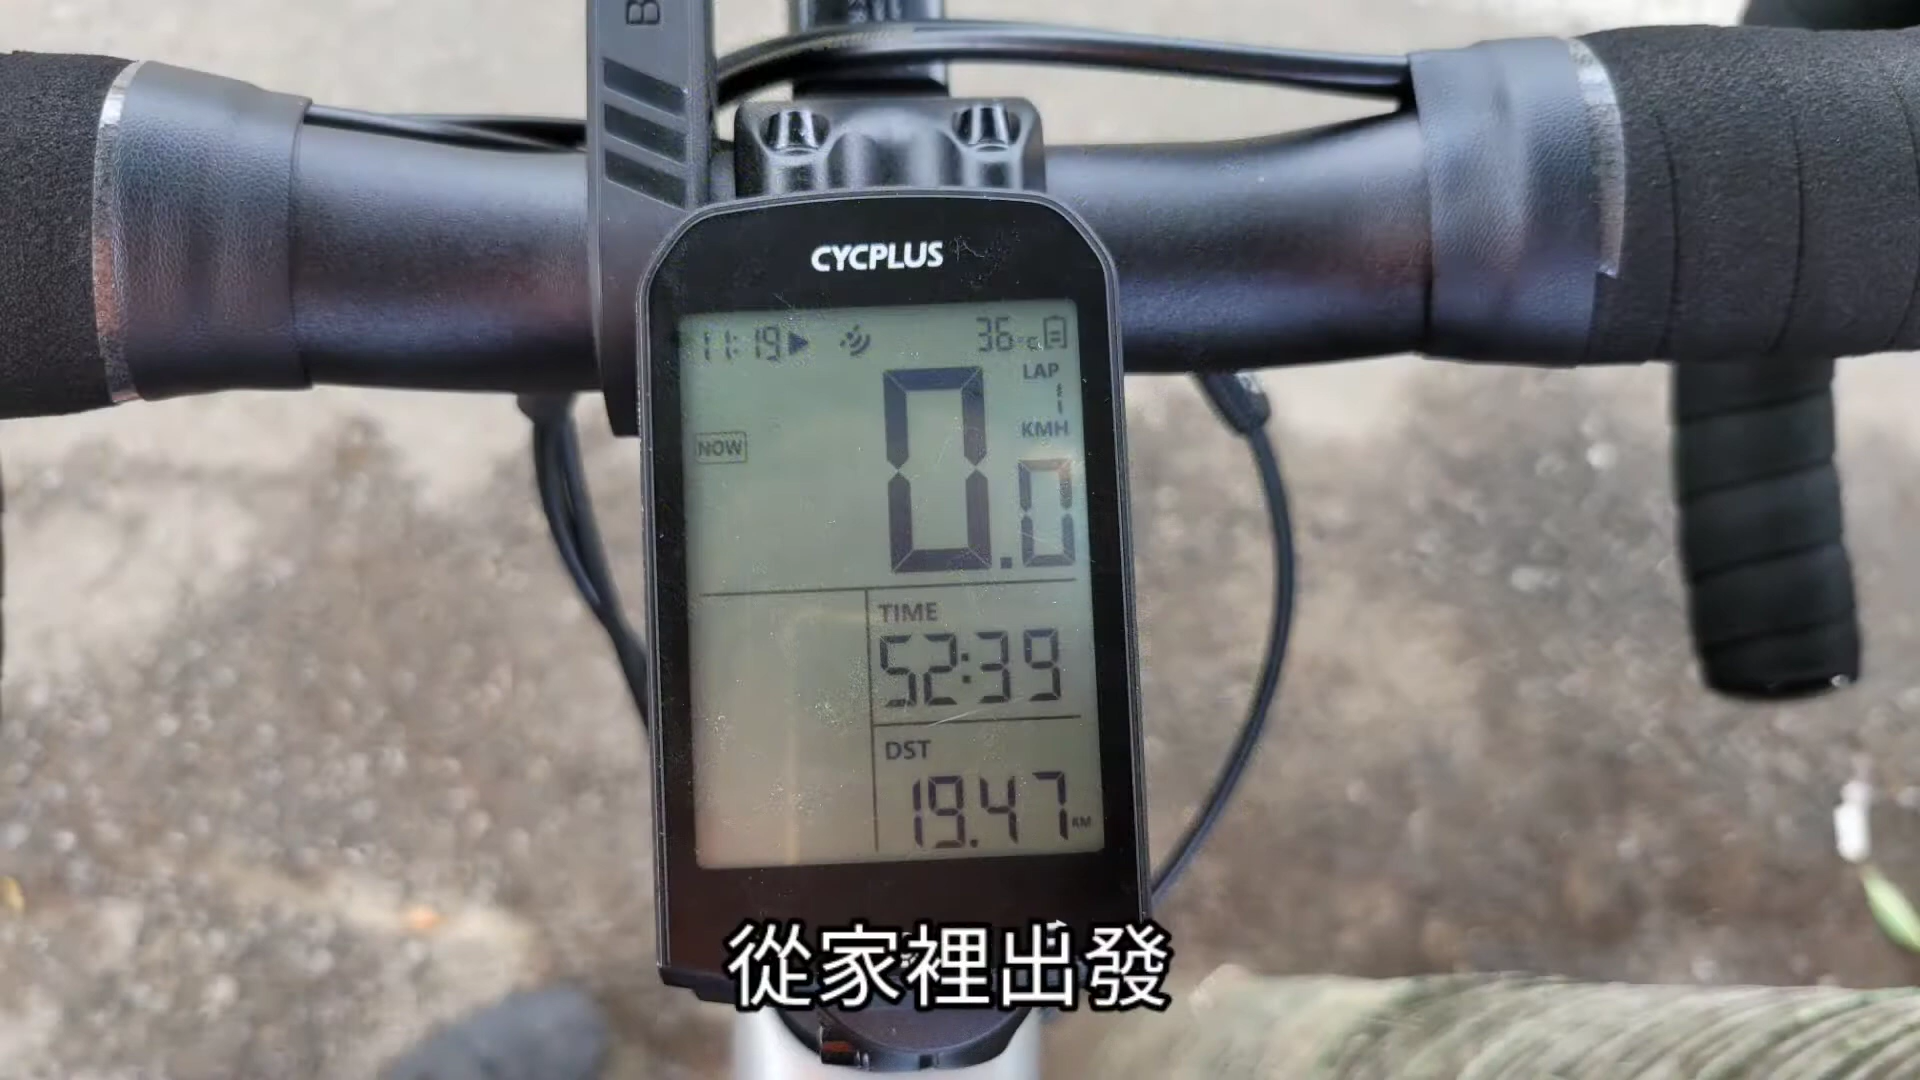 B
CYCPLUS
11:19 36°C
LAP
1
NOW
KMH
0.0
TIME
52:39
DST
19.47 KM
從家裡出發